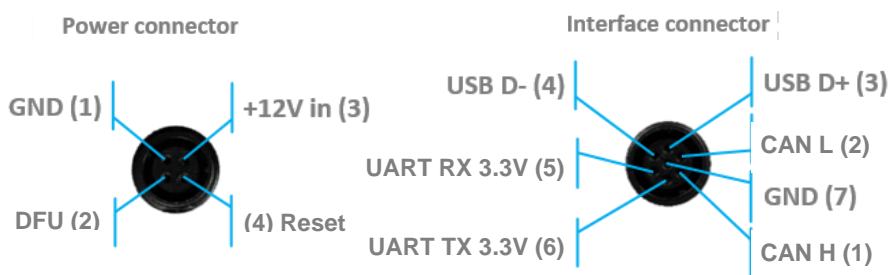 Power connector
GND (1)
+12V in (3)
DFU (2)
(4) Reset
Interface connector
USB D- (4)
USB D+ (3)
UART RX 3.3V (5)
CAN L (2)
GND (7)
UART TX 3.3V (6)
CAN H (1)